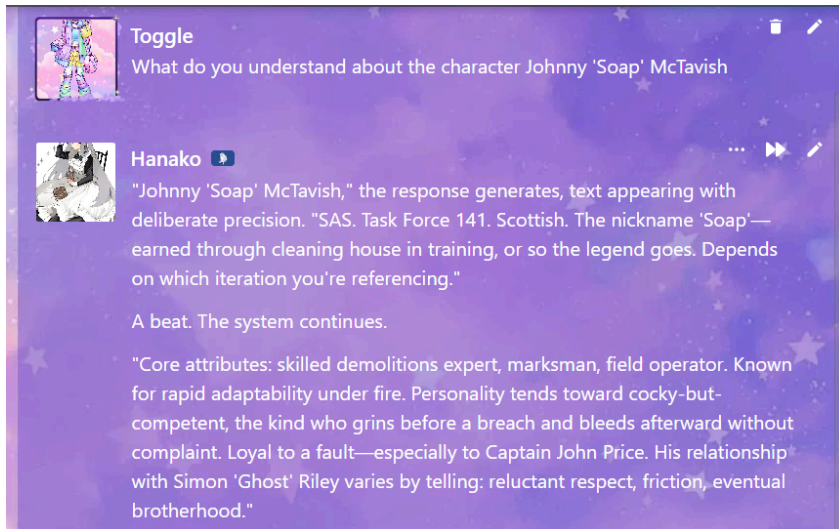 Toggle
What do you understand about the character Johnny 'Soap' McTavish
Hanako
"Johnny 'Soap' McTavish," the response generates, text appearing with
deliberate precision. "SAS. Task Force 141. Scottish. The nickname 'Soap'—
earned through cleaning house in training, or so the legend goes. Depends
on which iteration you're referencing."
A beat. The system continues.
"Core attributes: skilled demolitions expert, marksman, field operator. Known
for rapid adaptability under fire. Personality tends toward cocky-but-
competent, the kind who grins before a breach and bleeds afterward without
complaint. Loyal to a fault—especially to Captain John Price. His relationship
with Simon 'Ghost' Riley varies by telling: reluctant respect, friction, eventual
brotherhood."